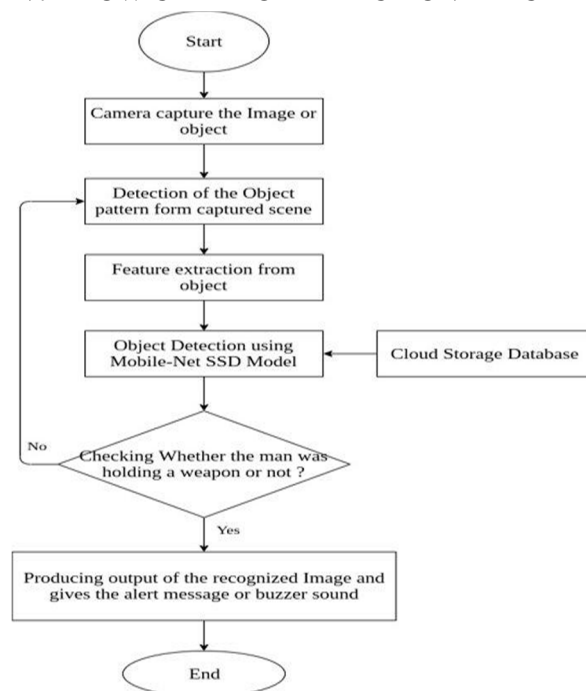 Start
Camera capture the Image or
object
Detection of the Object
pattern form captured scene
Feature extraction from
object
Object Detection using
Mobile-Net SSD Model
Cloud Storage Database
No
Checking Whether the man was
holding a weapon or not ?
Yes
Producing output of the recognized Image and
gives the alert message or buzzer sound
End